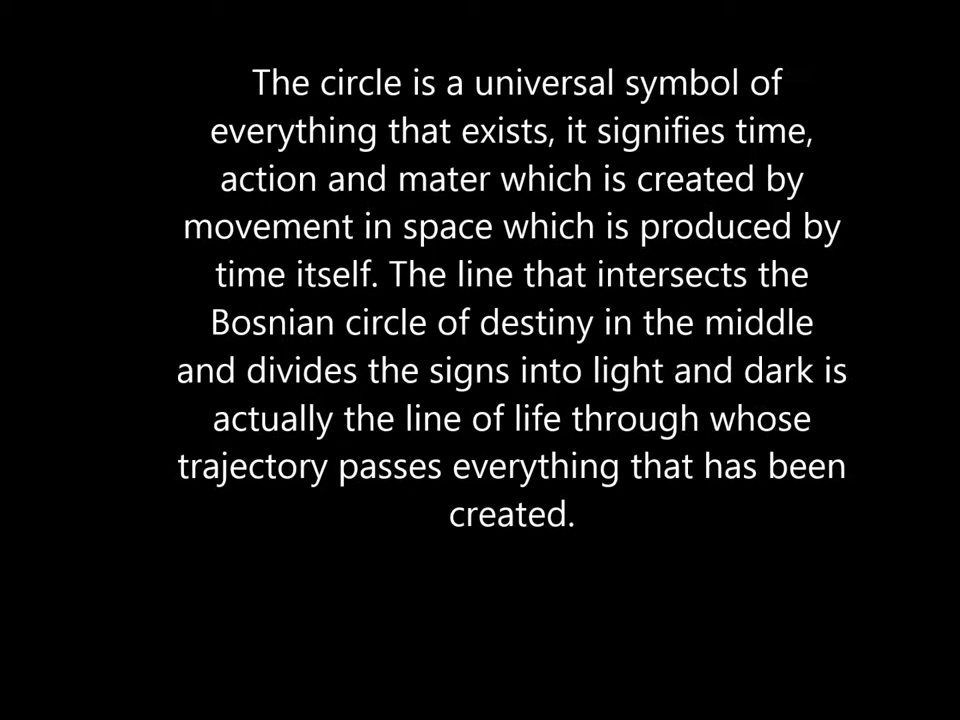 The circle is a universal symbol of
everything that exists, it signifies time,
action and mater which is created by
movement in space which is produced by
time itself. The line that intersects the
Bosnian circle of destiny in the middle
and divides the signs into light and dark is
actually the line of life through whose
trajectory passes everything that has been
created.